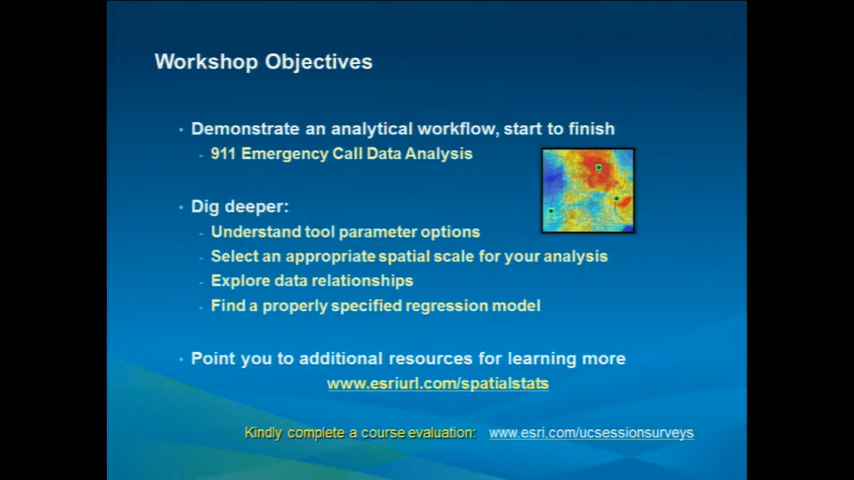 Workshop Objectives
• Demonstrate an analytical workflow, start to finish
- 911 Emergency Call Data Analysis
• Dig deeper:
- Understand tool parameter options
- Select an appropriate spatial scale for your analysis
- Explore data relationships
- Find a properly specified regression model
• Point you to additional resources for learning more
www.esriurl.com/spatialstats
Kindly complete a course evaluation: www.esri.com/ucsessionsurveys